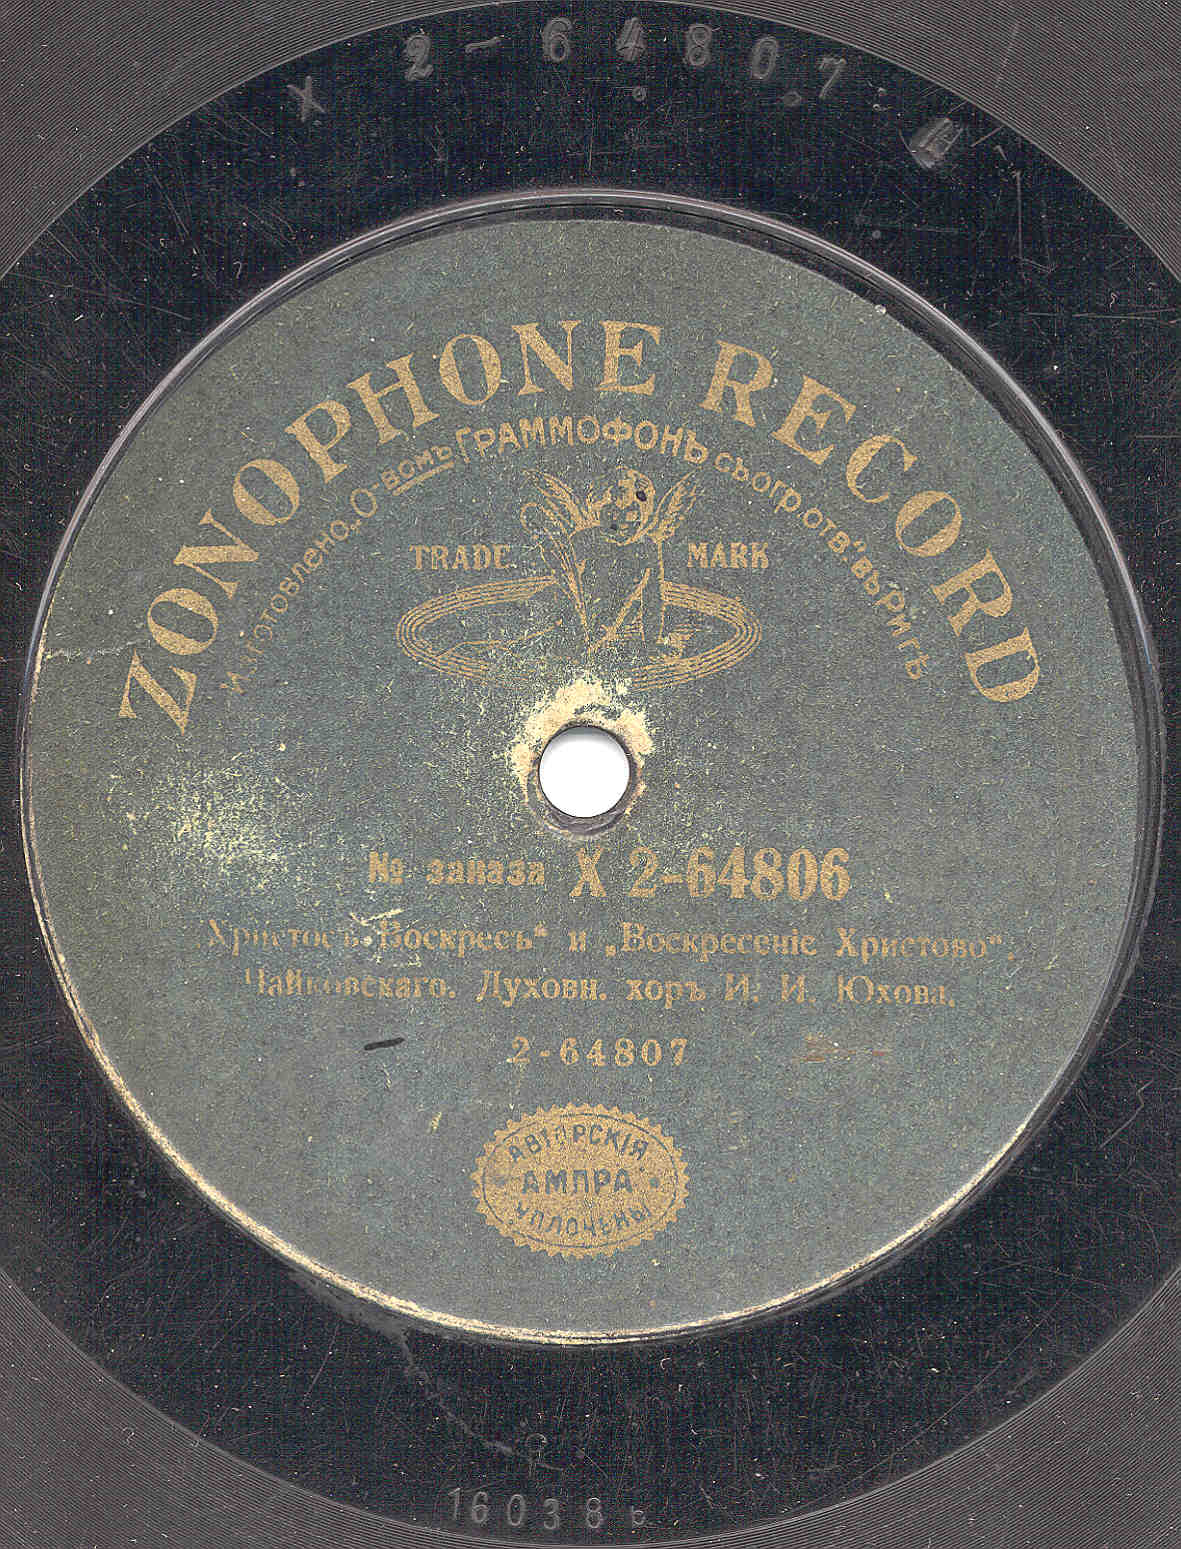 X 2-64807
ZONOPHONE RECORD
Изготовлено „О-вомъ ГРАММОФОНЪ съ огр. отв“ въ Ригѣ
TRADE MARK
№ заказа X 2-64806
„Христосъ Воскресъ“ и „Воскресеніе Христово“.
Чайковскаго. Духовн. хоръ И. И. Юхова.
2-64807
АВТОРСКІЯ
АМПРА
УПЛОЧЕНЫ
16038 b